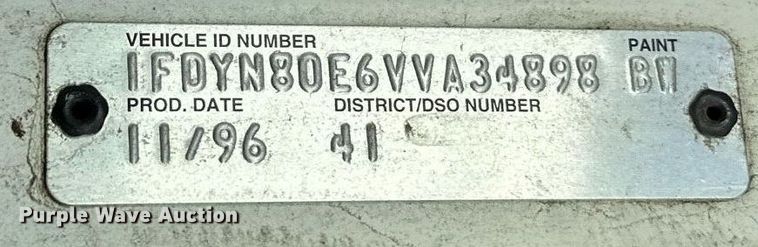 VEHICLE ID NUMBER PAINT
1FDYN80E6VVA34898 BW
PROD. DATE DISTRICT/DSO NUMBER
11/96 41
Purple Wave Auction